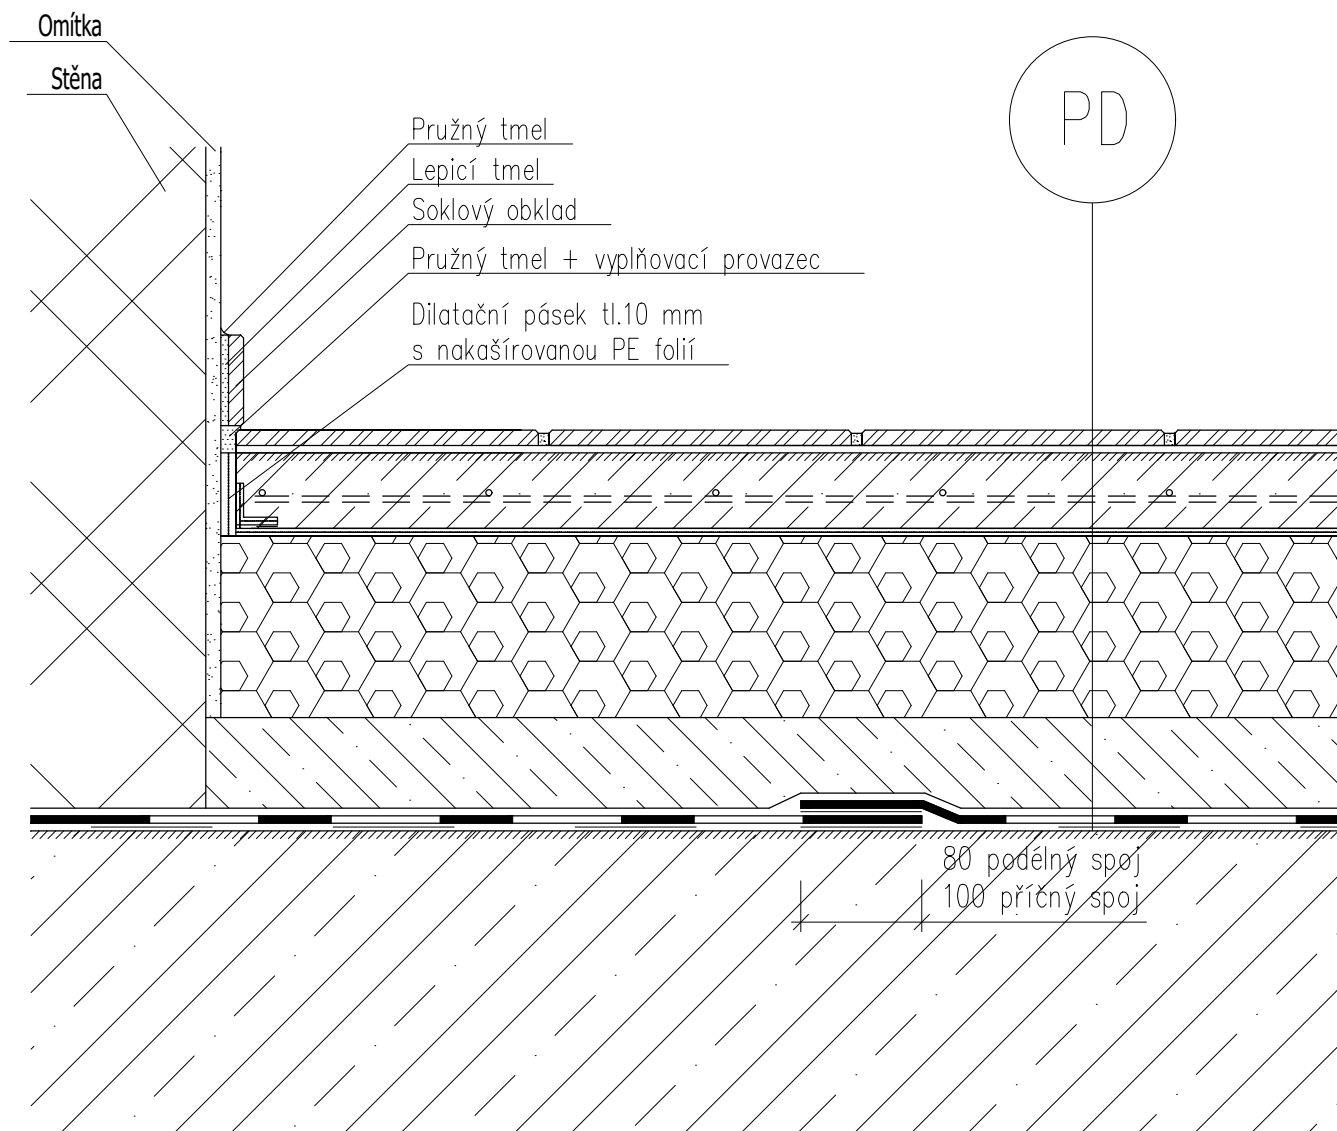 Omítka
Stěna
PD
Pružný tmel
Lepicí tmel
Soklový obklad
Pružný tmel + vyplňovací provazec
Dilatační pásek tl.10 mm
s nakašírovanou PE folií
80 podélný spoj
100 příčný spoj